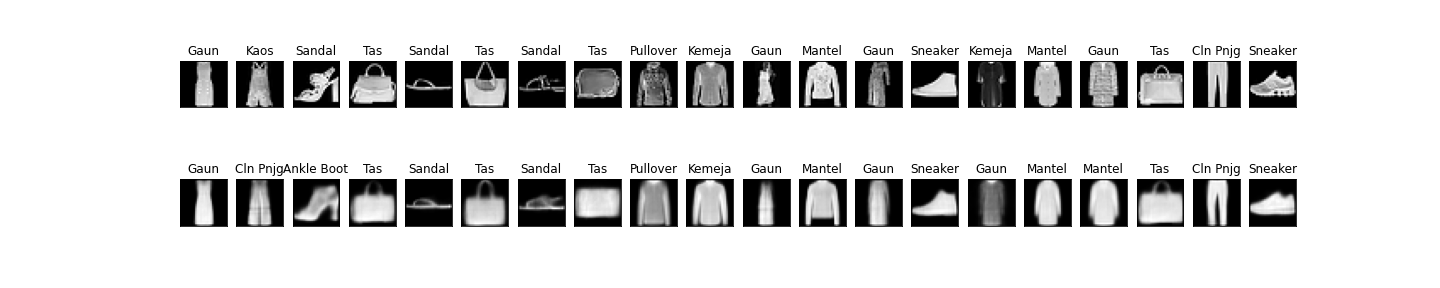 Gaun Kaos Sandal Tas Sandal Tas Sandal Tas Pullover Kemeja Gaun Mantel Gaun Sneaker Kemeja Mantel Gaun Tas Cln Pnjg Sneaker
Gaun Cln Pnjg Ankle Boot Tas Sandal Tas Sandal Tas Pullover Kemeja Gaun Mantel Gaun Sneaker Gaun Mantel Mantel Tas Cln Pnjg Sneaker